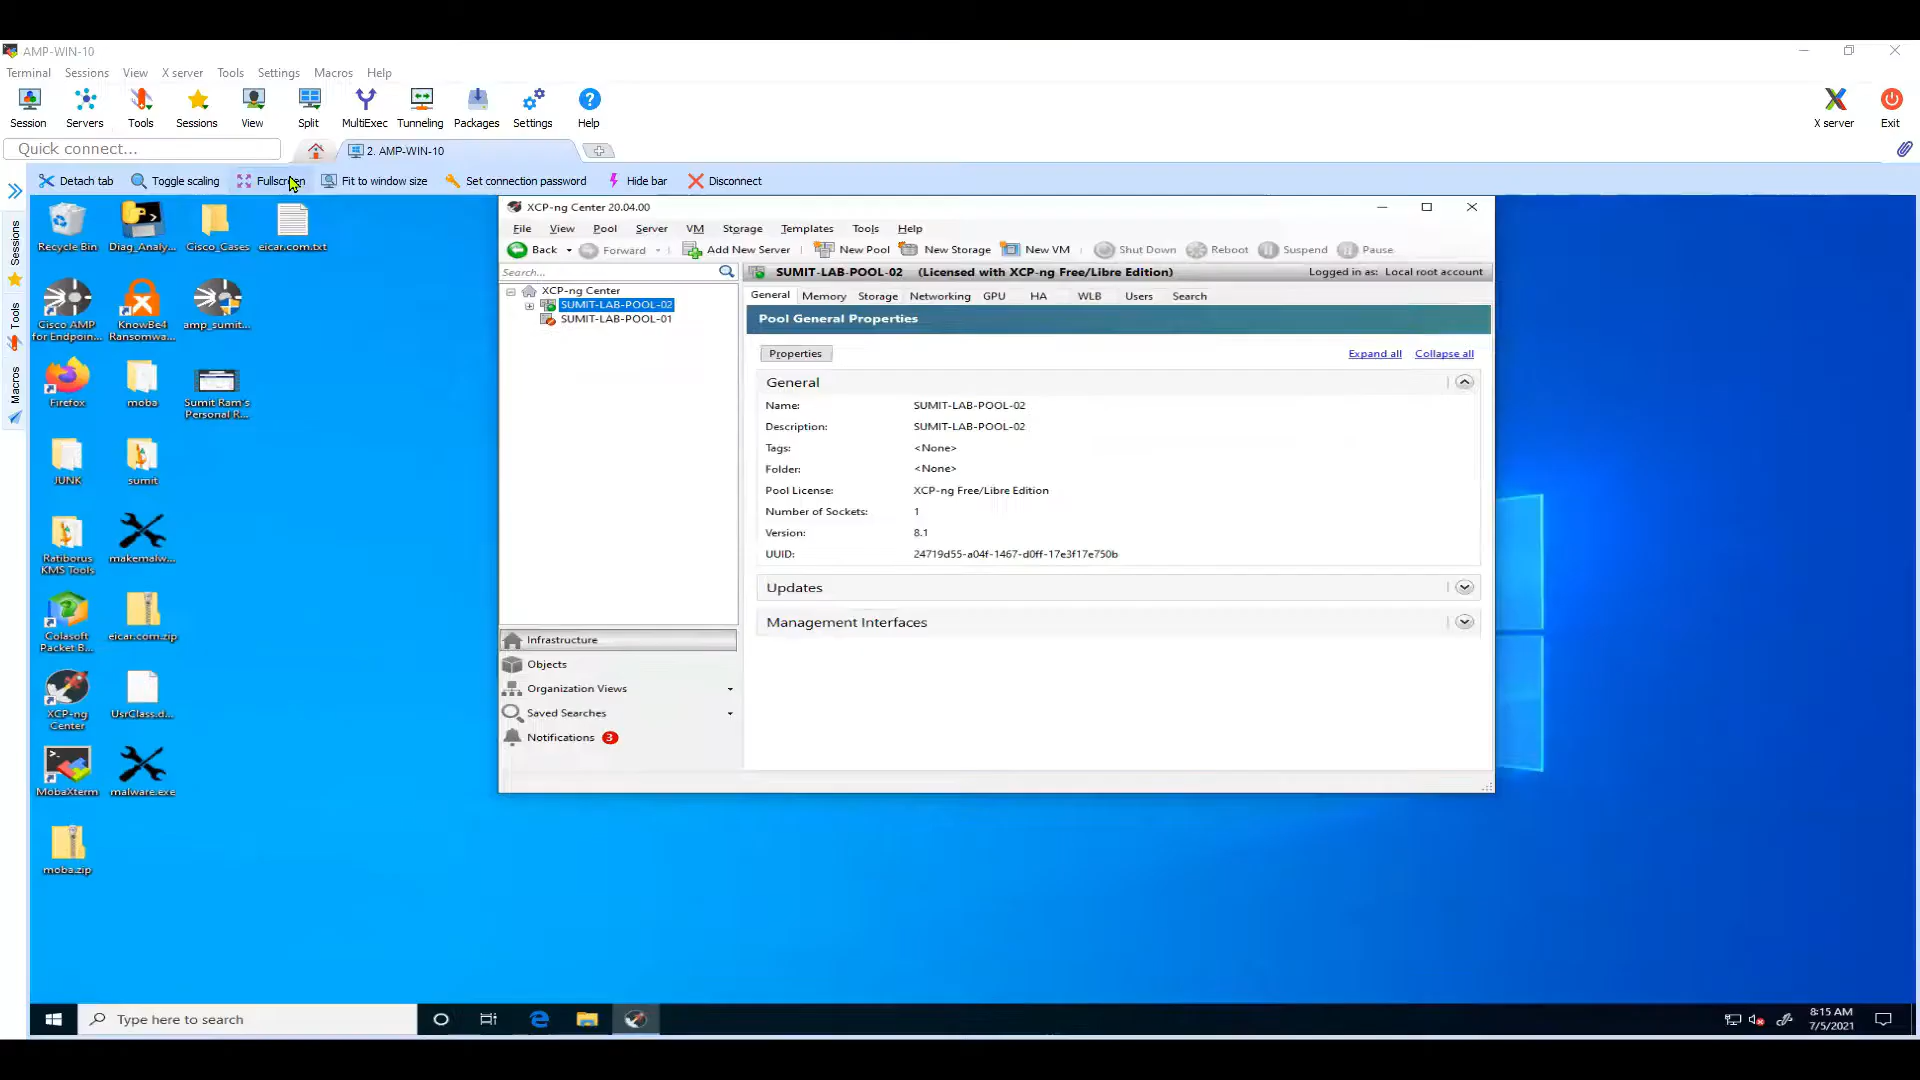 AMP-WIN-10
Terminal Sessions View X server Tools Settings Macros Help
Session Servers Tools Sessions View Split MultiExec Tunneling Packages Settings Help X server Exit
Quick connect... 2. AMP-WIN-10
Detach tab Toggle scaling Fullscreen Fit to window size Set connection password Hide bar Disconnect
Sessions
Tools
Macros
Recycle Bin
Diag_Analy...
Cisco_Cases
eicar.com.txt
Cisco AMP
for Endpoin...
KnowBe4
Ransomwa...
amp_sumit...
Firefox
moba
Sumit Ram's
Personal R...
JUNK
sumit
Ratiborus
KMS Tools
makemalw...
Colasoft
Packet B...
eicar.com.zip
XCP-ng
Center
UsrClass.d...
MobaXterm
malware.exe
moba.zip
XCP-ng Center 20.04.00
File View Pool Server VM Storage Templates Tools Help
Back Forward Add New Server New Pool New Storage New VM Shut Down Reboot Suspend Pause
Search...
SUMIT-LAB-POOL-02 (Licensed with XCP-ng Free/Libre Edition) Logged in as: Local root account
XCP-ng Center
SUMIT-LAB-POOL-02
SUMIT-LAB-POOL-01
General Memory Storage Networking GPU HA WLB Users Search
Pool General Properties
Properties Expand all Collapse all
General
Name: SUMIT-LAB-POOL-02
Description: SUMIT-LAB-POOL-02
Tags: <None>
Folder: <None>
Pool License: XCP-ng Free/Libre Edition
Number of Sockets: 1
Version: 8.1
UUID: 24719d55-a04f-1467-d0ff-17e3f17e750b
Updates
Management Interfaces
Infrastructure
Objects
Organization Views
Saved Searches
Notifications 3
Type here to search
8:15 AM
7/5/2021